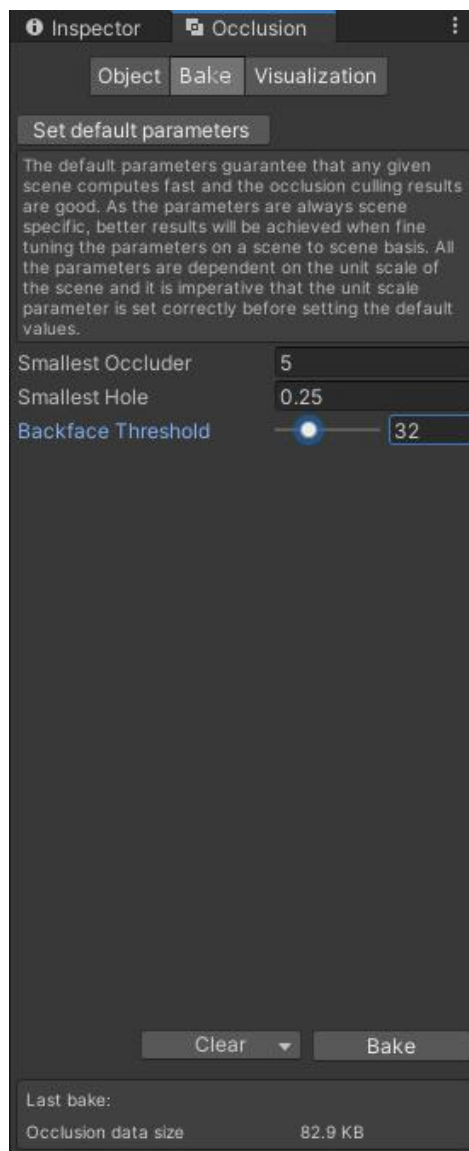 Inspector Occlusion
Object Bake Visualization
Set default parameters
The default parameters guarantee that any given
scene computes fast and the occlusion culling results
are good. As the parameters are always scene
specific, better results will be achieved when fine
tuning the parameters on a scene to scene basis. All
the parameters are dependent on the unit scale of
the scene and it is imperative that the unit scale
parameter is set correctly before setting the default
values.
Smallest Occluder 5
Smallest Hole 0.25
Backface Threshold 32
Clear Bake
Last bake:
Occlusion data size 82.9 KB